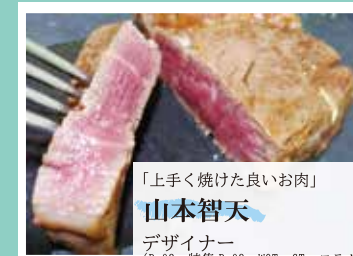 「上手く焼けた良いお肉」
山本智天
デザイナー